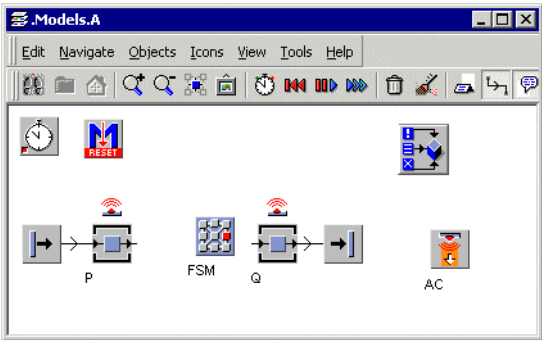 .Models.A
Edit Navigate Objects Icons View Tools Help
M
RESET
P
FSM
Q
AC